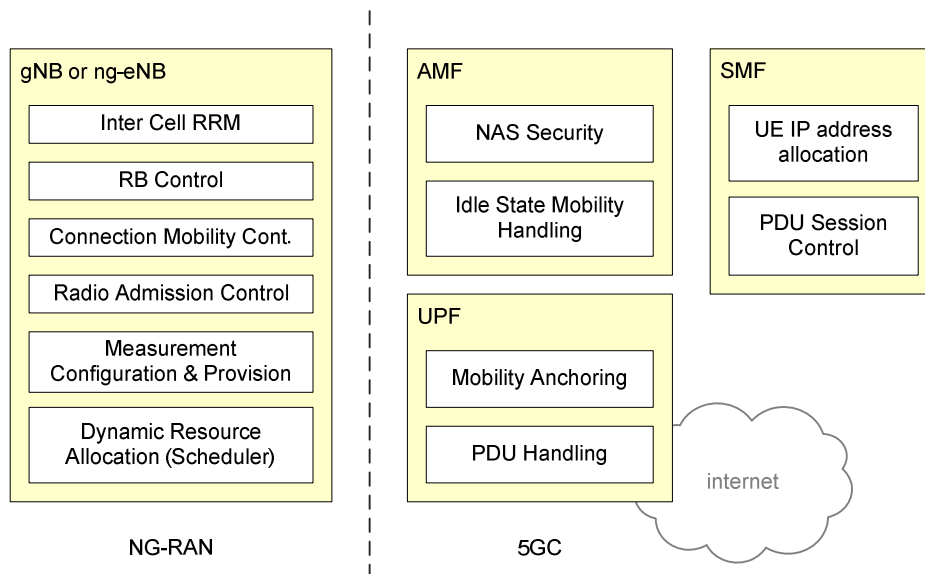 gNB or ng-eNB
Inter Cell RRM
RB Control
Connection Mobility Cont.
Radio Admission Control
Measurement
Configuration & Provision
Dynamic Resource
Allocation (Scheduler)
NG-RAN
AMF
NAS Security
Idle State Mobility
Handling
SMF
UE IP address
allocation
PDU Session
Control
UPF
Mobility Anchoring
PDU Handling
internet
5GC